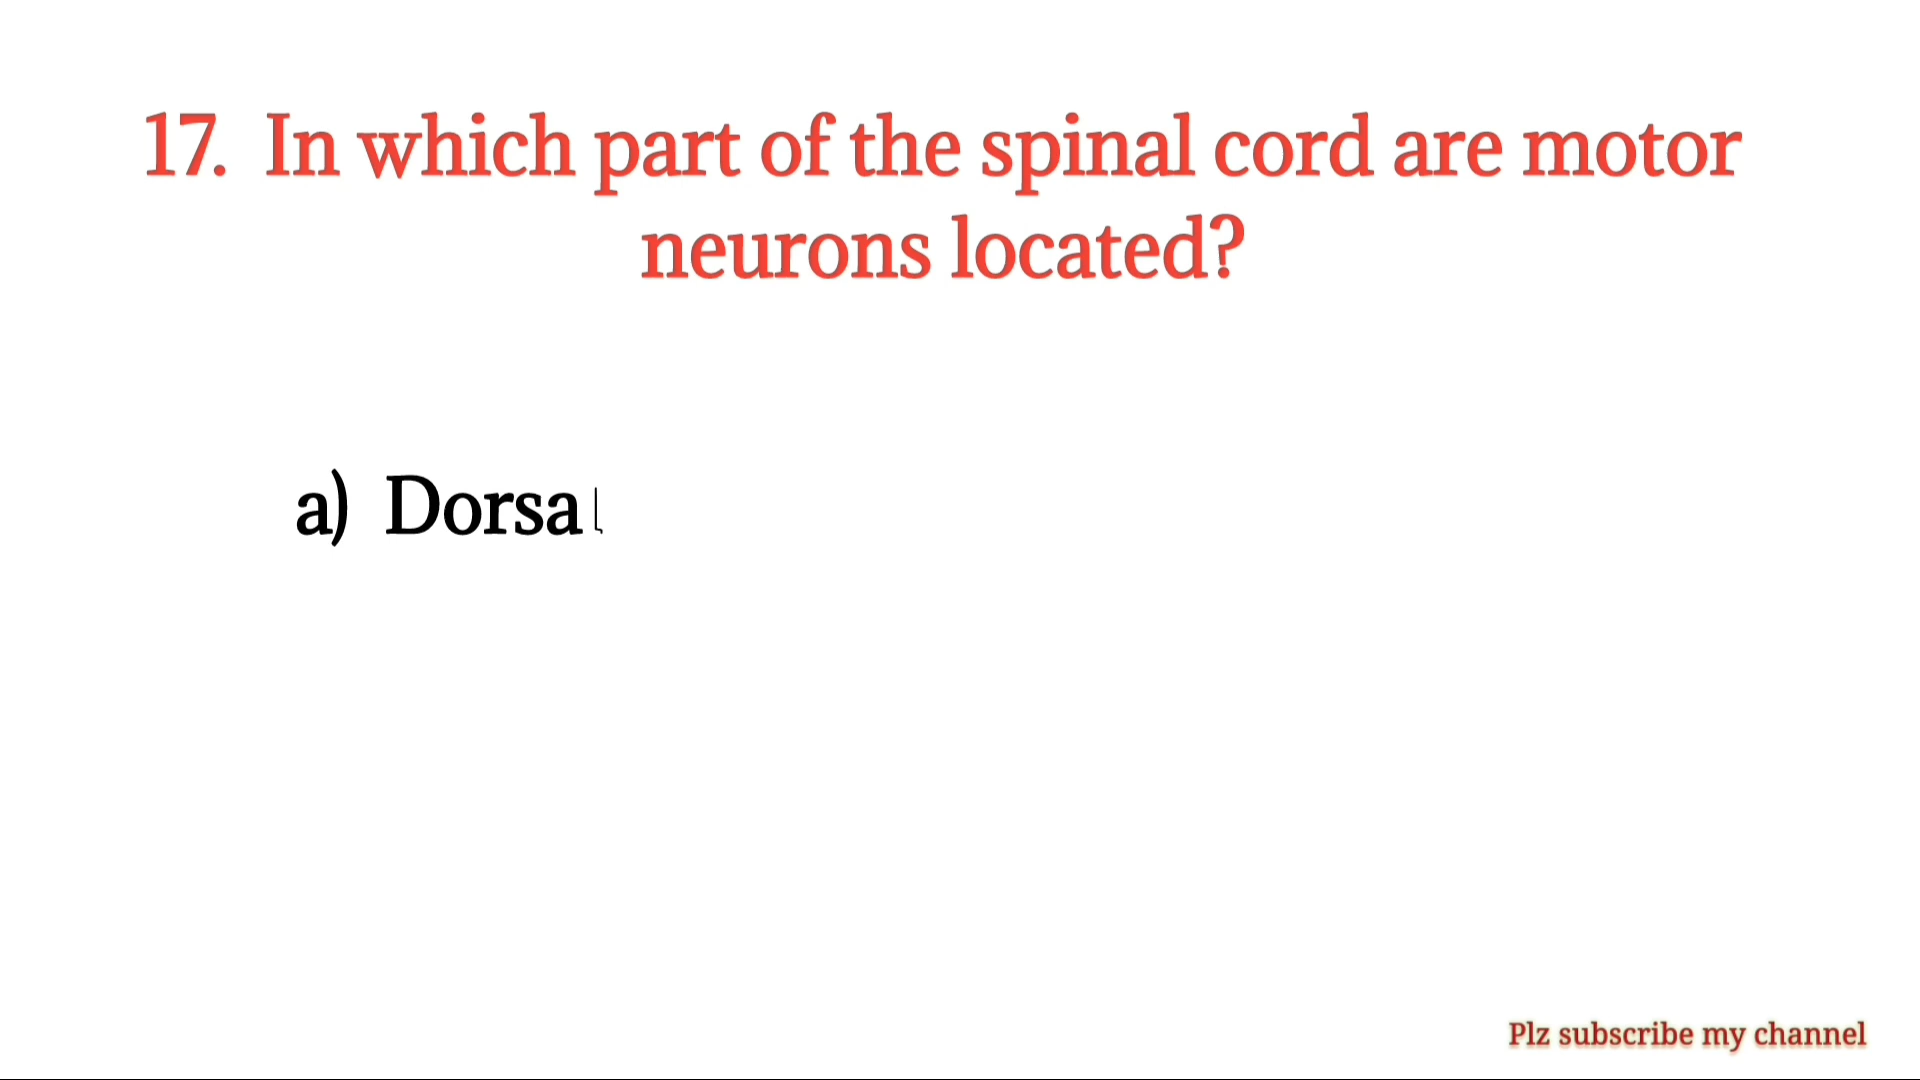 17. In which part of the spinal cord are motor
neurons located?
a) Dorsal
Plz subscribe my channel